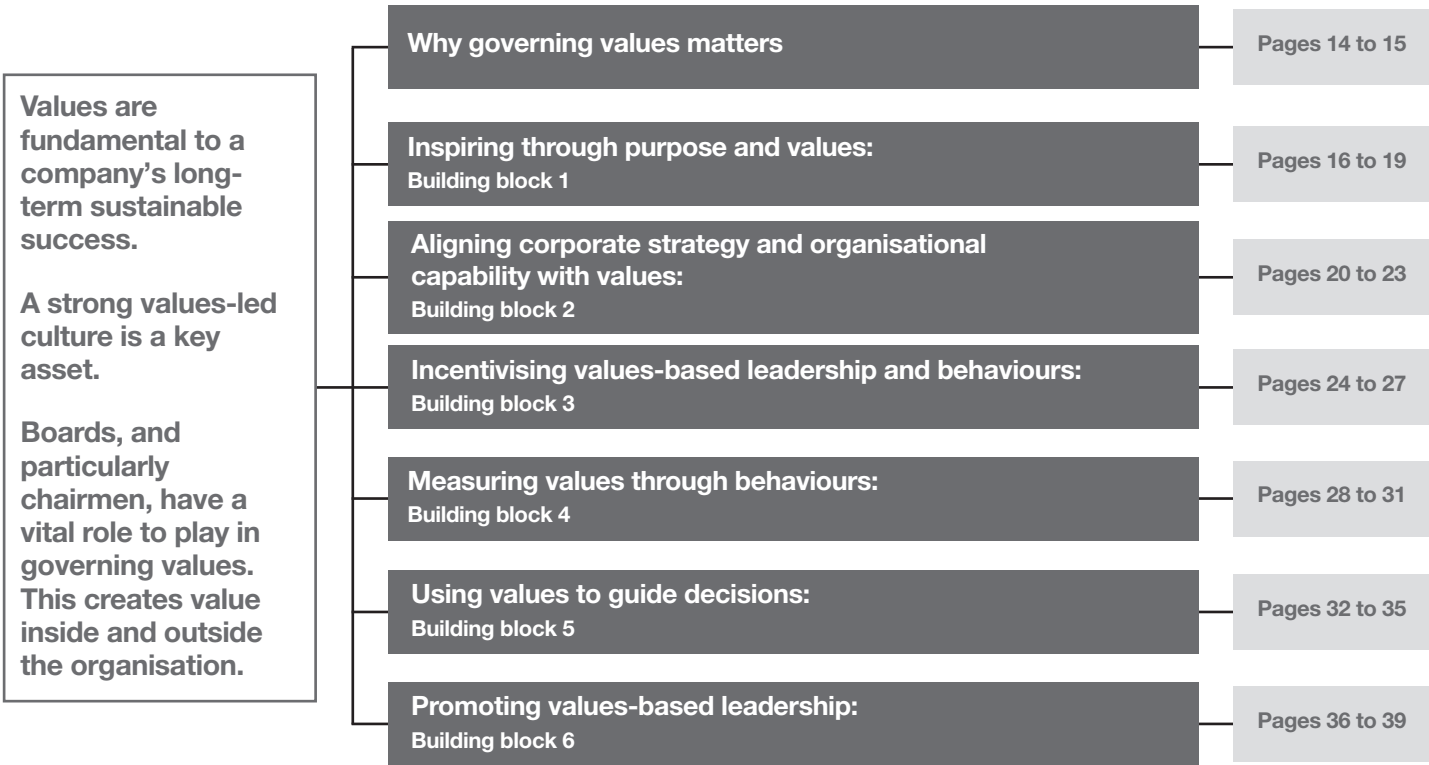 Values are
fundamental to a
company's long-
term sustainable
success.
A strong values-led
culture is a key
asset.
Boards, and
particularly
chairmen, have a
vital role to play in
governing values.
This creates value
inside and outside
the organisation.
Why governing values matters
Pages 14 to 15
Inspiring through purpose and values:
Building block 1
Pages 16 to 19
Aligning corporate strategy and organisational
capability with values:
Building block 2
Pages 20 to 23
Incentivising values-based leadership and behaviours:
Building block 3
Pages 24 to 27
Measuring values through behaviours:
Building block 4
Pages 28 to 31
Using values to guide decisions:
Building block 5
Pages 32 to 35
Promoting values-based leadership:
Building block 6
Pages 36 to 39